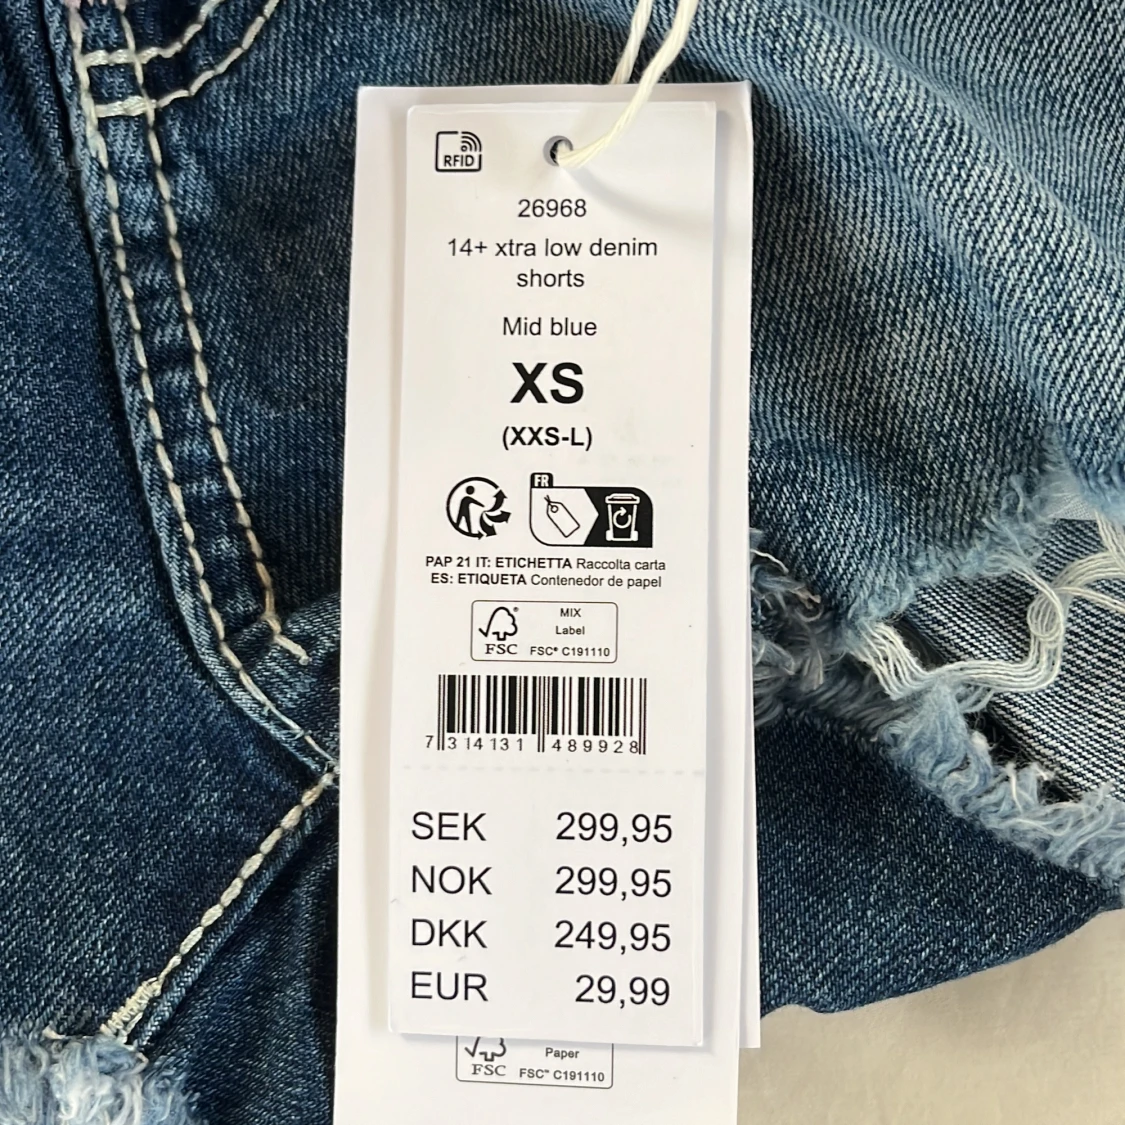 RFID
26968
14+ xtra low denim
shorts
Mid blue
XS
(XXS-L)
FR
PAP 21 IT: ETICHETTA Raccolta carta
ES: ETIQUETA Contenedor de papel
MIX
Label
FSC® FSC® C191110
7 314131 489928
SEK 299,95
NOK 299,95
DKK 249,95
EUR 29,99
Paper
FSC FSC™ C191110